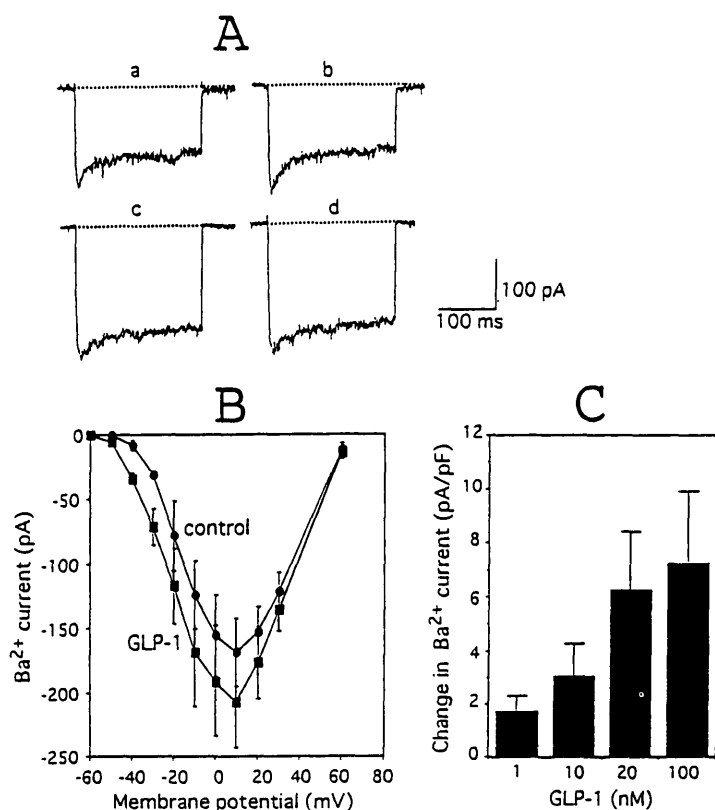 A
a b
c d
100 pA
100 ms
B
0
-50
-100
-150
-200
-250
Ba2+ current (pA)
control
GLP-1
-60 -40 -20 0 20 40 60 80
Membrane potential (mV)
C
12
10
8
6
4
2
0
Change in Ba2+ current (pA/pF)
1 10 20 100
GLP-1 (nM)